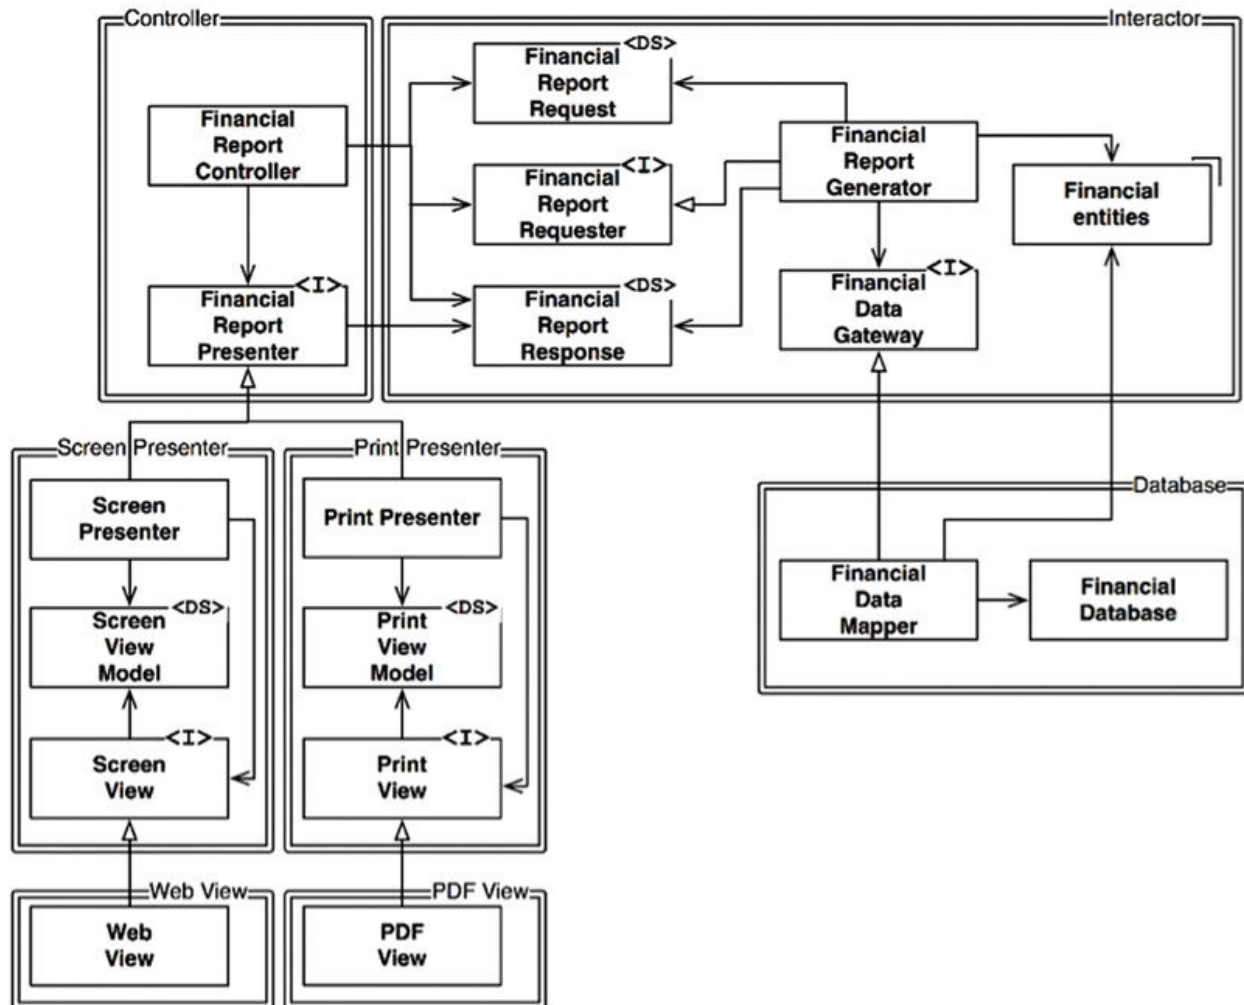 Controller
Interactor
<DS>
Financial
Report
Request
Financial
Report
Controller
Financial
Report
Generator
<I>
Financial
Report
Requester
Financial
entities
<I>
Financial
Report
Presenter
<DS>
Financial
Report
Response
<I>
Financial
Data
Gateway
Screen Presenter
Print Presenter
Database
Screen
Presenter
Print Presenter
Financial
Data
Mapper
Financial
Database
<DS>
Screen
View
Model
<DS>
Print
View
Model
<I>
Screen
View
<I>
Print
View
Web View
PDF View
Web
View
PDF
View